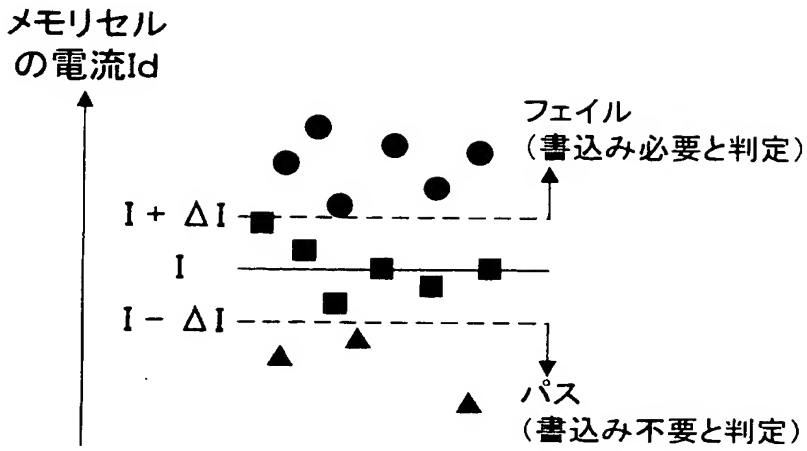 メモリセル
の電流Id
フェイル
(書込み必要と判定)
I + ΔI
I
I - ΔI
パス
(書込み不要と判定)